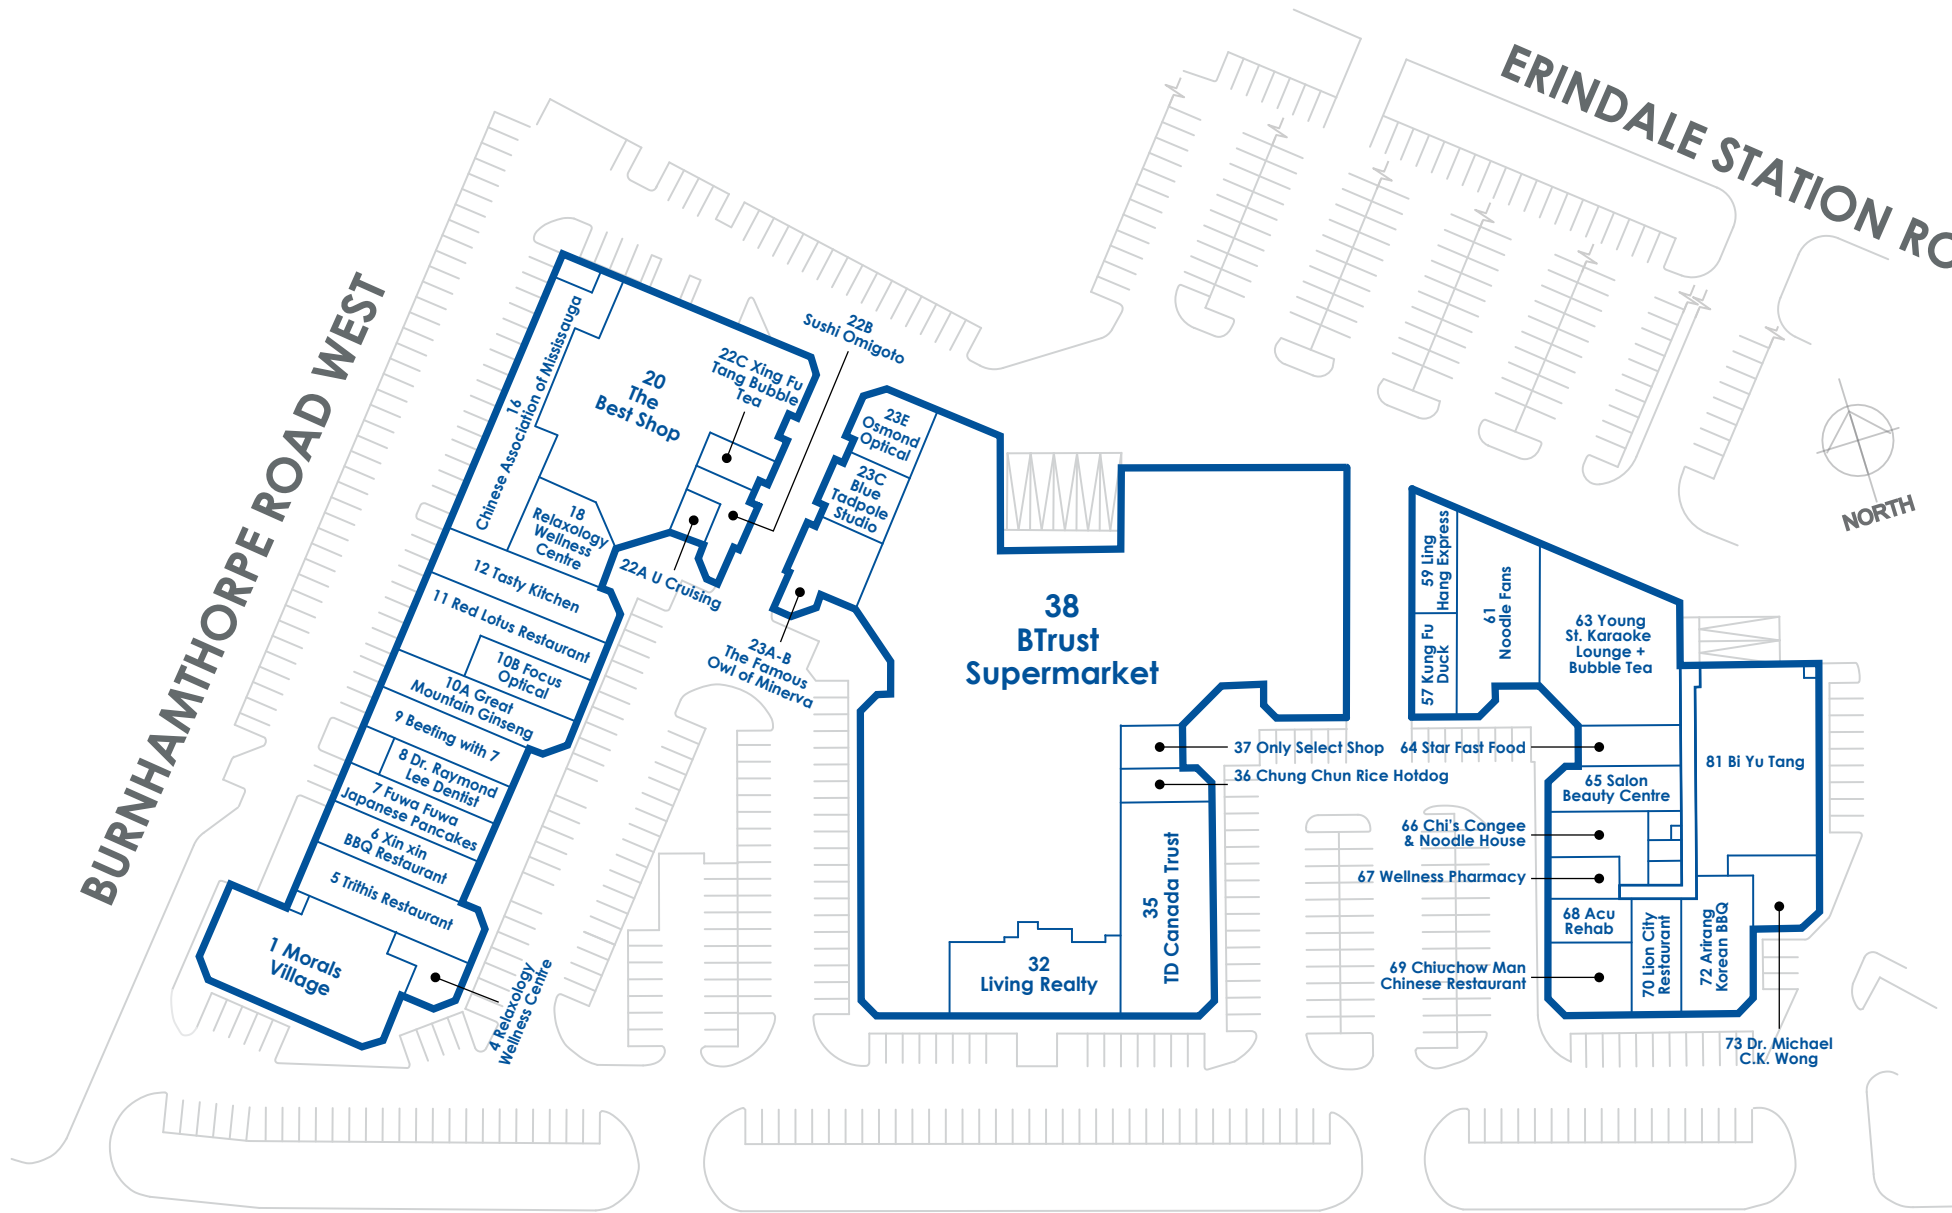 ERINDALE STATION RO
BURNHAMTHORPE ROAD WEST
NORTH
16
Chinese Association of Mississauga
20
The
Best Shop
22C Xing Fu
Tang Bubble
Tea
22B
Sushi Omigoto
18
Relaxology
Wellness
Centre
22A U Cruising
12 Tasty Kitchen
11 Red Lotus Restaurant
10B Focus
Optical
10A Great
Mountain Ginseng
9 Beefing with 7
8 Dr. Raymond
Lee Dentist
7 Fuwa Fuwa
Japanese Pancakes
6 Xin xin
BBQ Restaurant
5 Trithis Restaurant
1 Morals
Village
4 Relaxology
Wellness Centre
23E
Osmond
Optical
23C
Blue
Tadpole
Studio
23A-B
The Famous
Owl of Minerva
38
BTrust
Supermarket
37 Only Select Shop
36 Chung Chun Rice Hotdog
35
TD Canada Trust
32
Living Realty
59 Ling
Hang Express
57 Kung Fu
Duck
61
Noodle Fans
63 Young
St. Karaoke
Lounge +
Bubble Tea
64 Star Fast Food
65 Salon
Beauty Centre
66 Chi's Congee
& Noodle House
67 Wellness Pharmacy
68 Acu
Rehab
69 Chiuchow Man
Chinese Restaurant
70 Lion City
Restaurant
72 Arirang
Korean BBQ
81 Bi Yu Tang
73 Dr. Michael
C.K. Wong